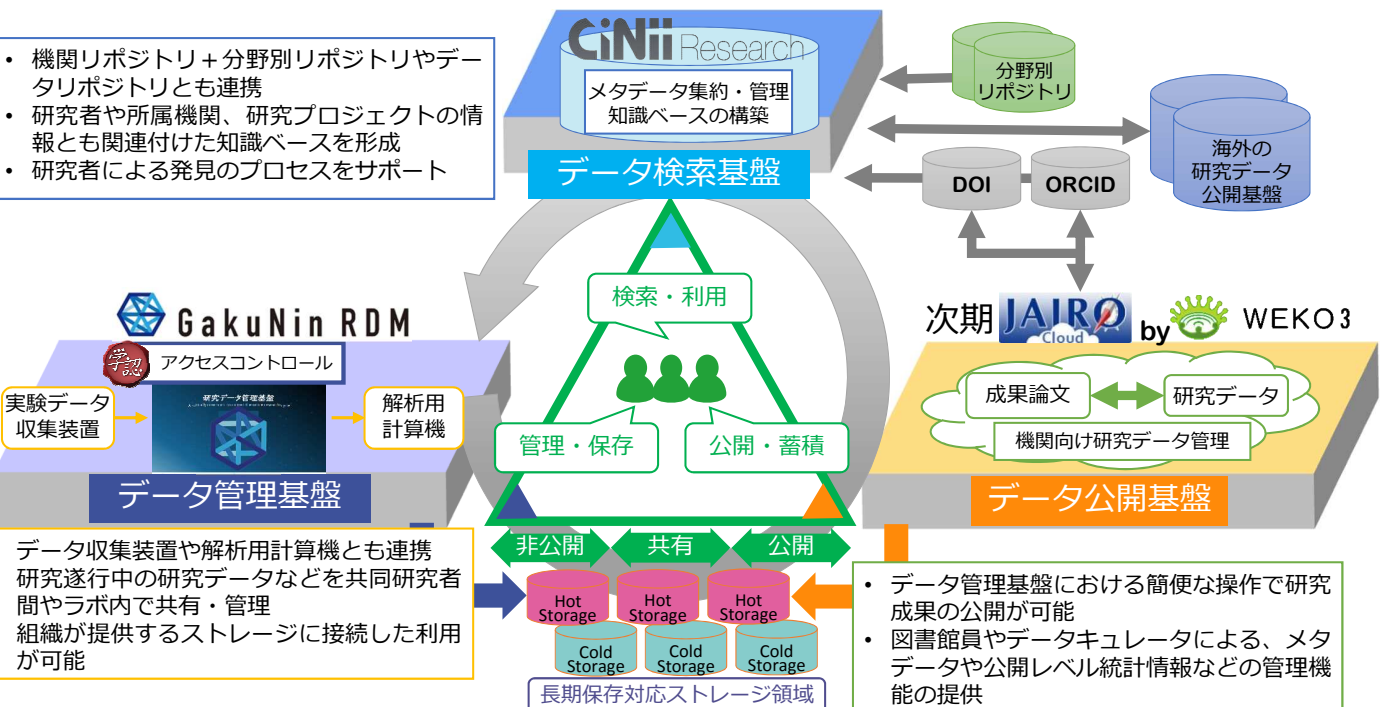 • 機関リポジトリ+分野別リポジトリやデー
タリポジトリとも連携
• 研究者や所属機関、研究プロジェクトの情
報とも関連付けた知識ベースを形成
• 研究者による発見のプロセスをサポート
CiNii Research
メタデータ集約・管理
知識ベースの構築
データ検索基盤
分野別
リポジトリ
海外の
研究データ
公開基盤
DOI
ORCID
検索・利用
管理・保存
公開・蓄積
GakuNin RDM
学認
アクセスコントロール
実験データ
収集装置
研究データ管理基盤
解析用
計算機
データ管理基盤
次期 JAIRO Cloud by WEKO3
成果論文
研究データ
機関向け研究データ管理
データ公開基盤
非公開
共有
公開
Hot
Storage
Hot
Storage
Hot
Storage
Cold
Storage
Cold
Storage
Cold
Storage
長期保存対応ストレージ領域
データ収集装置や解析用計算機とも連携
研究遂行中の研究データなどを共同研究者
間やラボ内で共有・管理
組織が提供するストレージに接続した利用
が可能
• データ管理基盤における簡便な操作で研究
成果の公開が可能
• 図書館員やデータキュレータによる、メタ
データや公開レベル統計情報などの管理機
能の提供